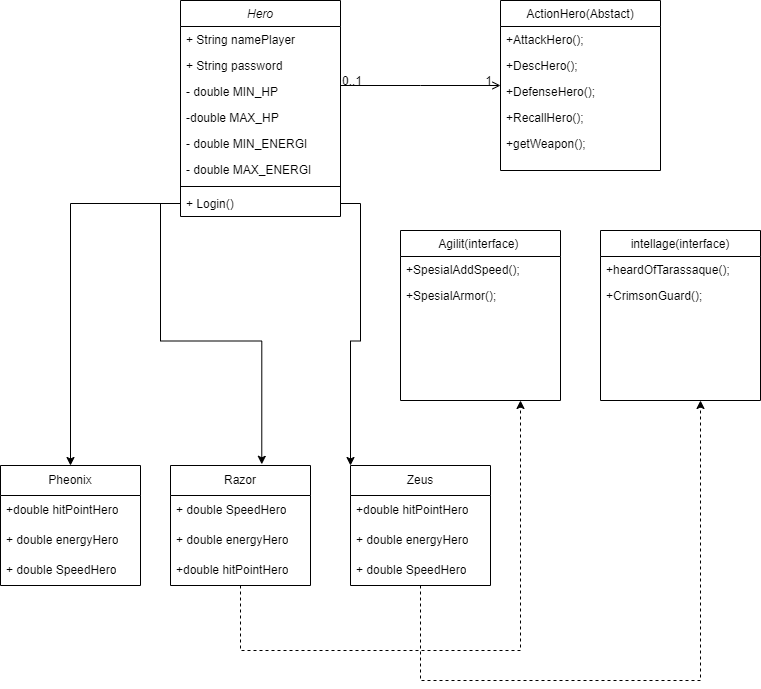 Hero
+ String namePlayer
+ String password
- double MIN_HP
-double MAX_HP
- double MIN_ENERGI
- double MAX_ENERGI
+ Login()
0..1
1
ActionHero(Abstact)
+AttackHero();
+DescHero();
+DefenseHero();
+RecallHero();
+getWeapon();
Agilit(interface)
+SpesialAddSpeed();
+SpesialArmor();
intellage(interface)
+heardOfTarassaque();
+CrimsonGuard();
Pheonix
+double hitPointHero
+ double energyHero
+ double SpeedHero
Razor
+ double SpeedHero
+ double energyHero
+double hitPointHero
Zeus
+double hitPointHero
+ double energyHero
+ double SpeedHero